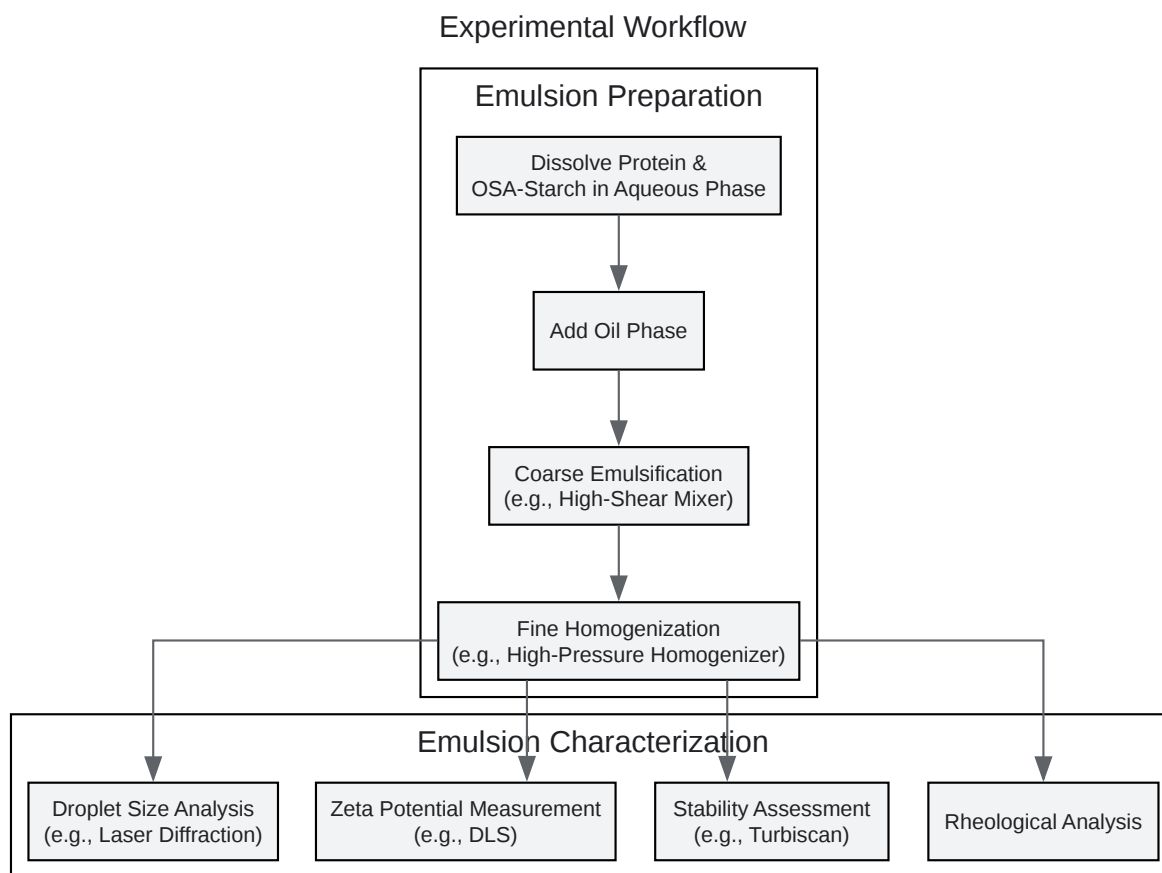 Experimental Workflow
Emulsion Preparation
Dissolve Protein &
OSA-Starch in Aqueous Phase
Add Oil Phase
Coarse Emulsification
(e.g., High-Shear Mixer)
Fine Homogenization
(e.g., High-Pressure Homogenizer)
Emulsion Characterization
Droplet Size Analysis
(e.g., Laser Diffraction)
Zeta Potential Measurement
(e.g., DLS)
Stability Assessment
(e.g., Turbiscan)
Rheological Analysis